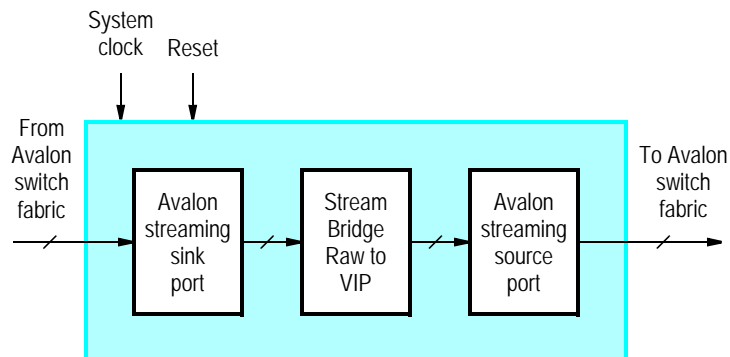 System
clock
Reset
From
Avalon
switch
fabric
Avalon
streaming
sink
port
Stream
Bridge
Raw to
VIP
Avalon
streaming
source
port
To Avalon
switch
fabric